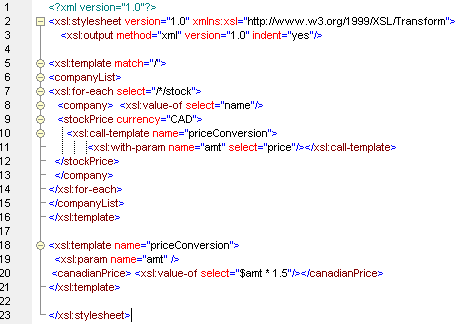 1 <?xml version="1.0"?>
2 <xsl:stylesheet version="1.0" xmlns:xsl="http://www.w3.org/1999/XSL/Transform">
3 <xsl:output method="xml" version="1.0" indent="yes"/>
4
5 <xsl:template match="/">
6 <companyList>
7 <xsl:for-each select="/*/stock">
8 <company> <xsl:value-of select="name"/>
9 <stockPrice currency="CAD">
10 <xsl:call-template name="priceConversion">
11 <xsl:with-param name="amt" select="price"/></xsl:call-template>
12 </stockPrice>
13 </company>
14 </xsl:for-each>
15 </companyList>
16 </xsl:template>
17
18 <xsl:template name="priceConversion">
19 <xsl:param name="amt" />
20 <canadianPrice> <xsl:value-of select="$amt * 1.5"/></canadianPrice>
21 </xsl:template>
22
23 </xsl:stylesheet>